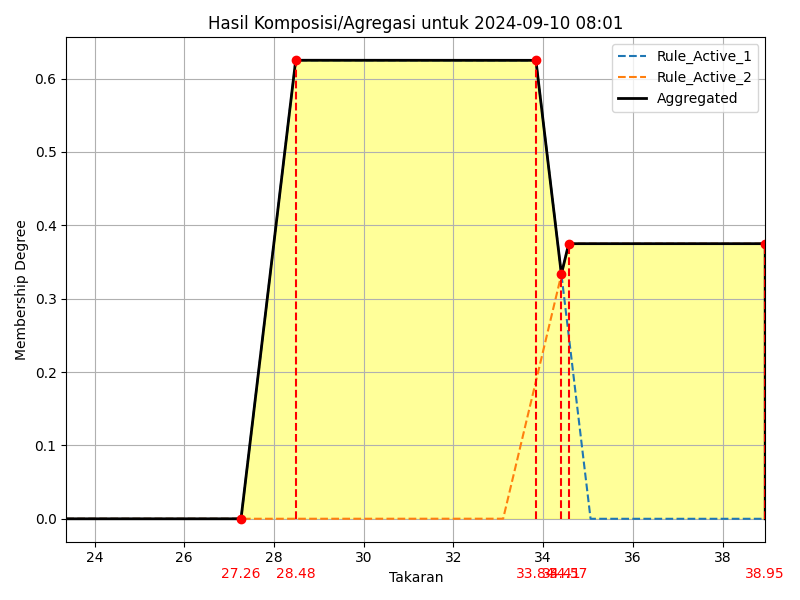 Hasil Komposisi/Agregasi untuk 2024-09-10 08:01
Rule_Active_1
Rule_Active_2
Aggregated
Membership Degree
0.6
0.5
0.4
0.3
0.2
0.1
0.0
24 26 28 30 32 34 36 38
27.26 28.48 38.95
Takaran